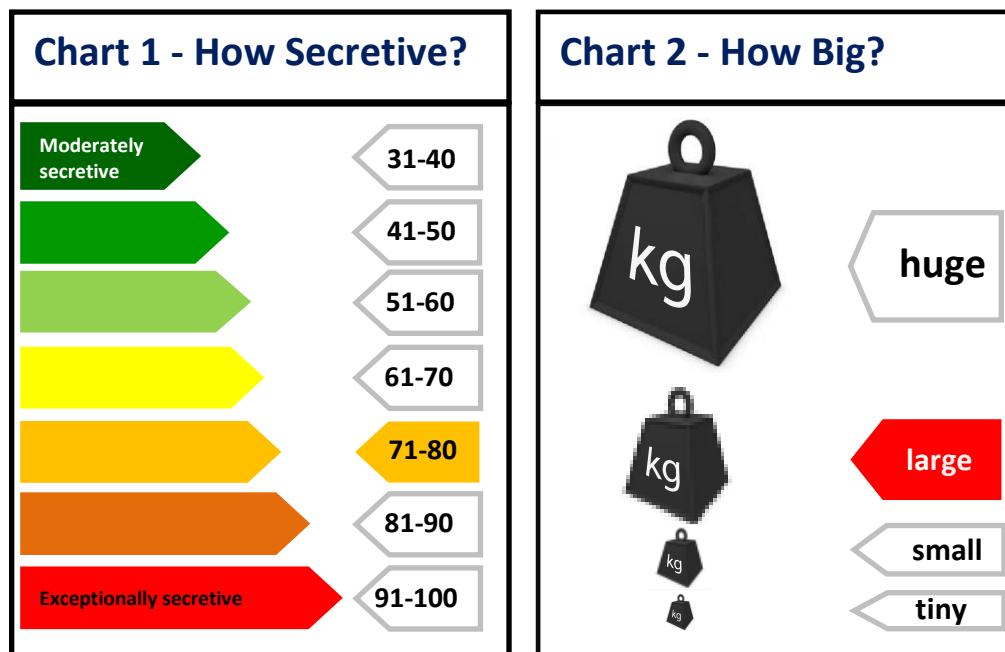 Chart 1 - How Secretive?
Moderately
secretive
31-40
41-50
51-60
61-70
71-80
81-90
Exceptionally secretive
91-100
Chart 2 - How Big?
kg
huge
kg
large
kg
small
kg
tiny